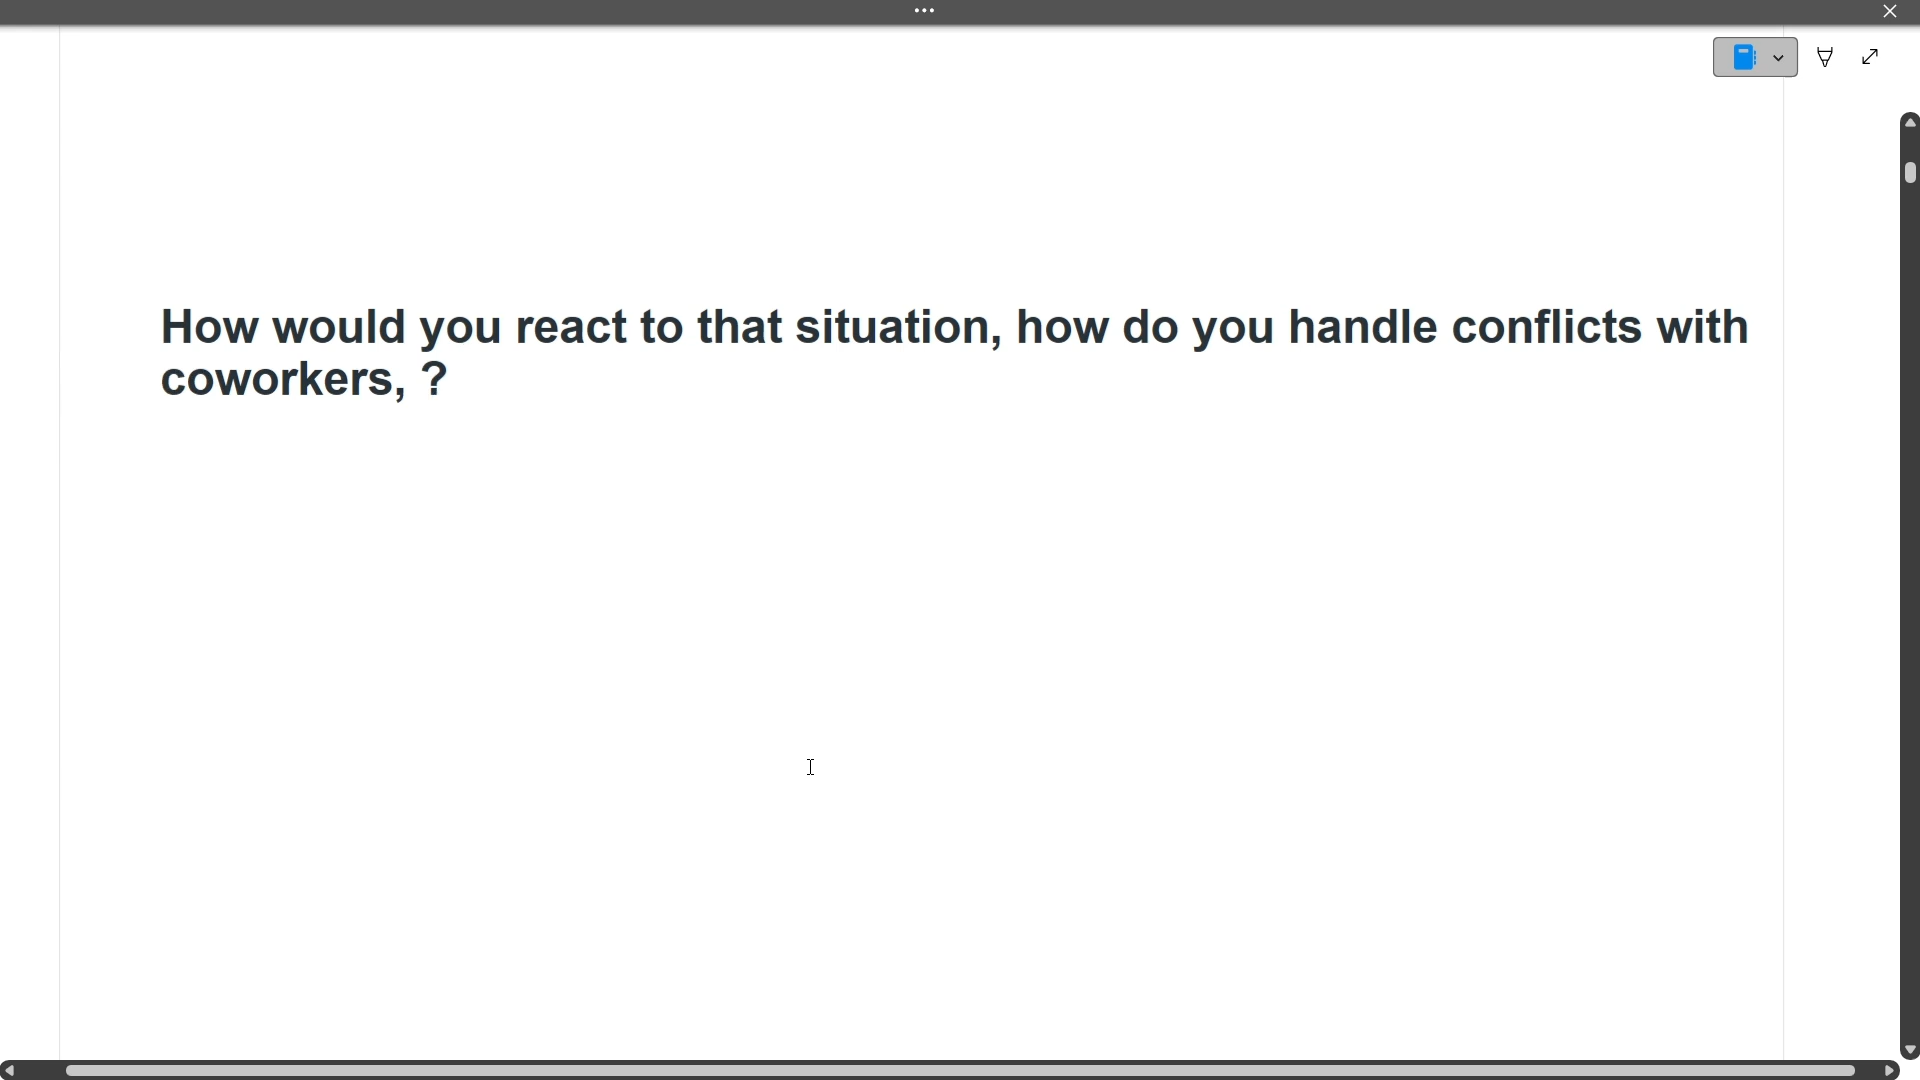 How would you react to that situation, how do you handle conflicts with
coworkers, ?